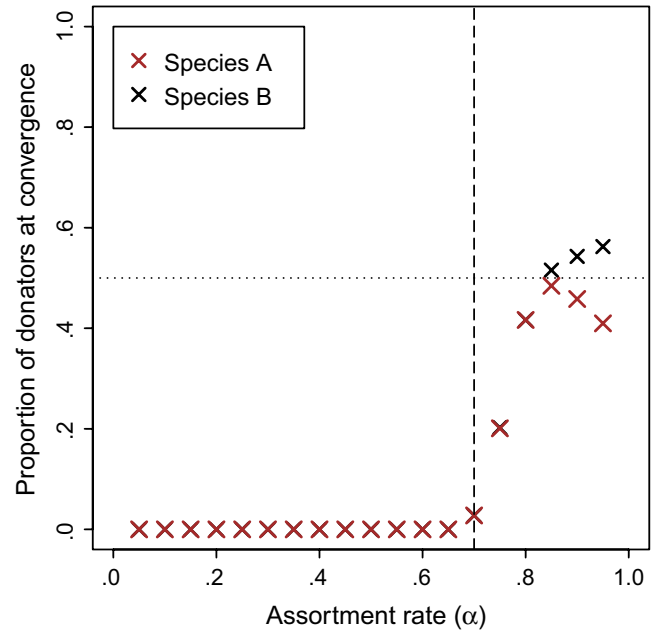 Proportion of donators at convergence
1.0
.8
.6
.4
.2
.0
Species A
Species B
.0 .2 .4 .6 .8 1.0
Assortment rate (α)